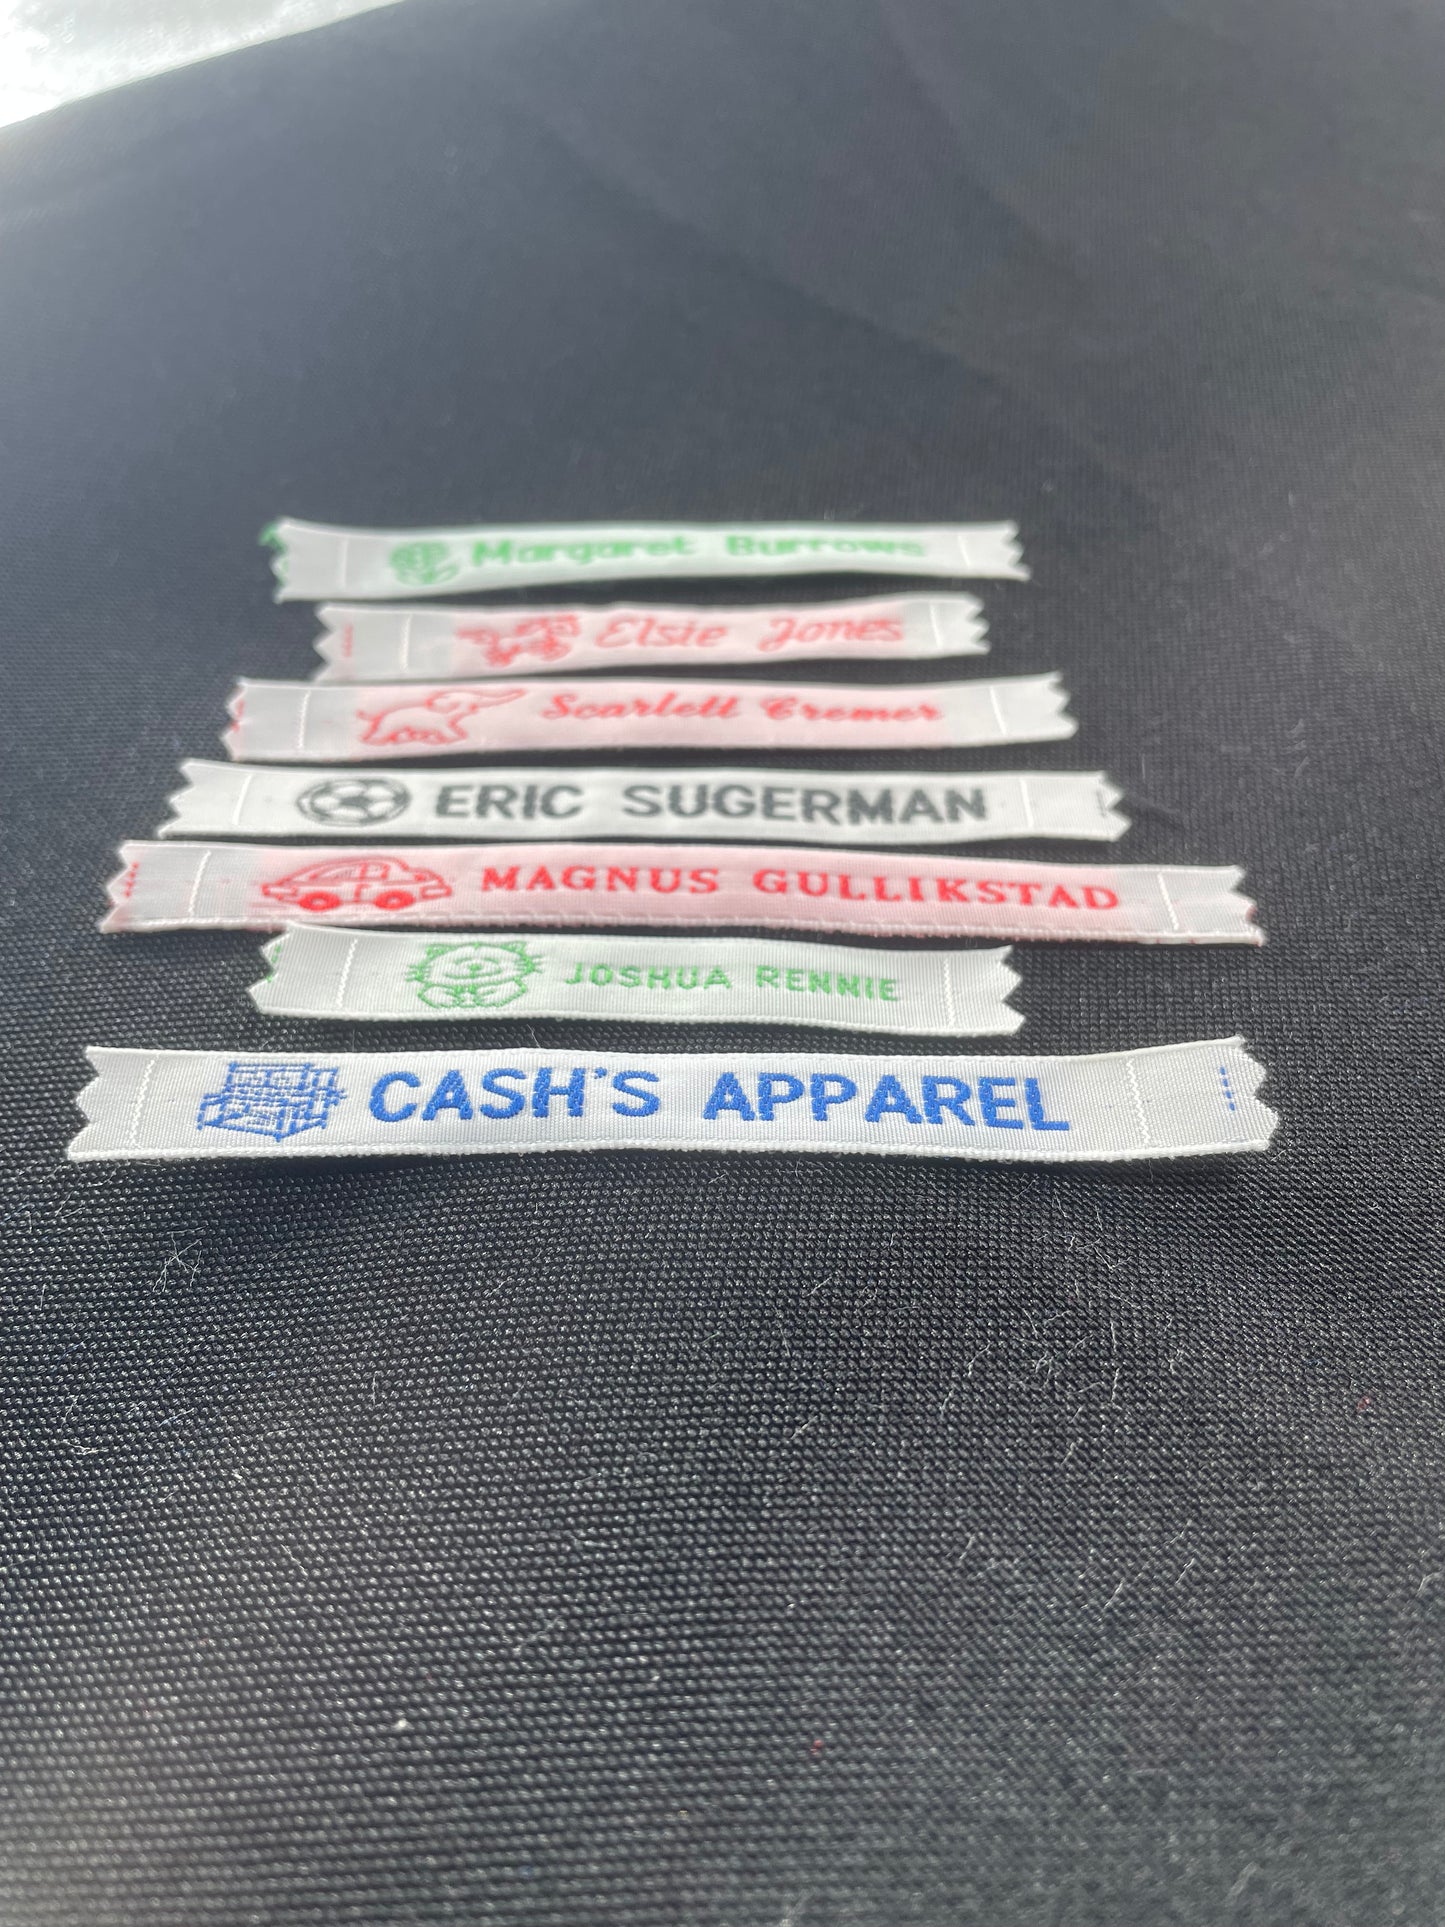 Margaret Burrows
Elsie Jones
Scarlett Cremer
ERIC SUGERMAN
MAGNUS GULLIKSTAD
JOSHUA RENNIE
CASH'S APPAREL